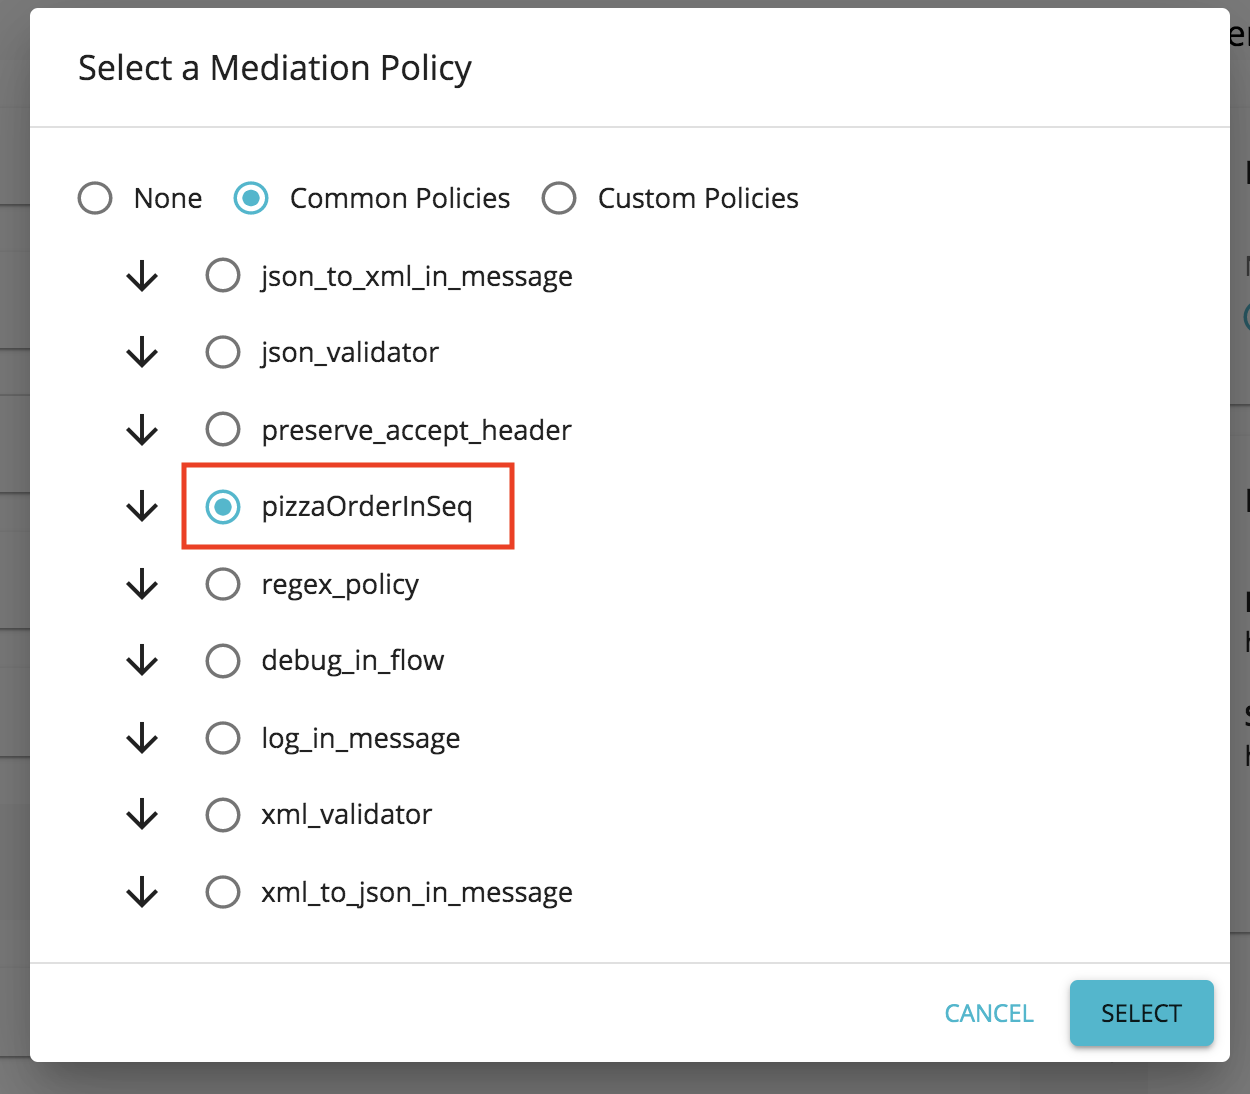 Select a Mediation Policy
None Common Policies Custom Policies
json_to_xml_in_message
json_validator
preserve_accept_header
pizzaOrderInSeq
regex_policy
debug_in_flow
log_in_message
xml_validator
xml_to_json_in_message
CANCEL SELECT